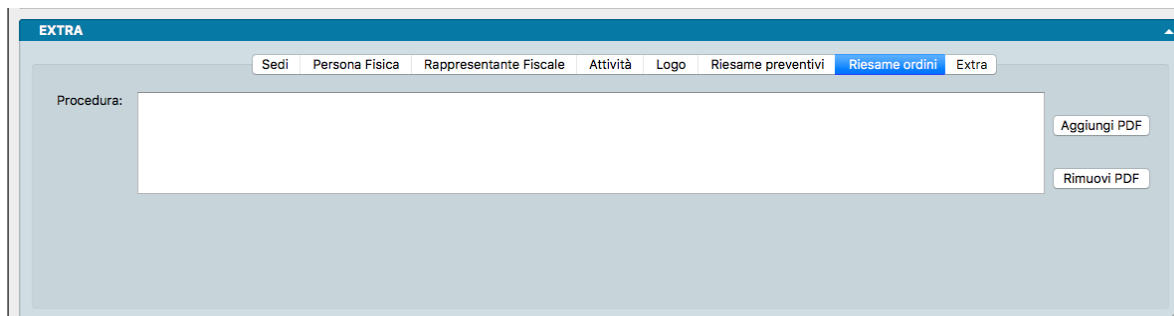 EXTRA
Sedi Persona Fisica Rappresentante Fiscale Attività Logo Riesame preventivi Riesame ordini Extra
Procedura:
Aggiungi PDF
Rimuovi PDF